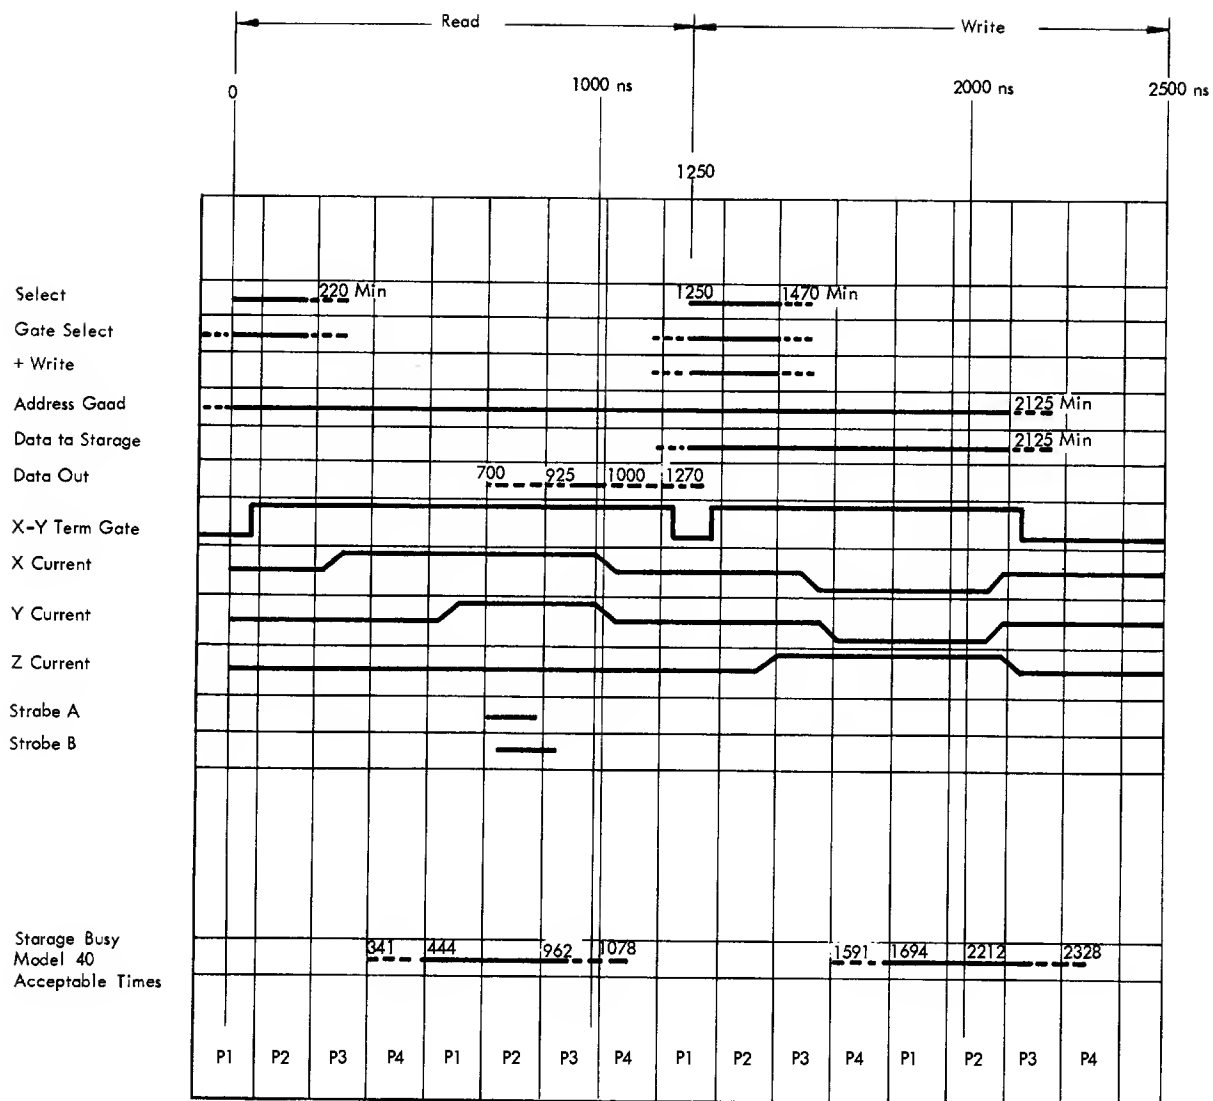 Read Write
0 1000 ns 2000 ns 2500 ns
1250
Select 220 Min 1250 1470 Min
Gate Select
+ Write
Address Gaad 2125 Min
Data ta Starage 2125 Min
Data Out 700 925 1000 1270
X-Y Term Gate
X Current
Y Current
Z Current
Strabe A
Strobe B
Starage Busy
Model 40 341 444 962 1078 1591 1694 2212 2328
Acceptable Times
P1 P2 P3 P4 P1 P2 P3 P4 P1 P2 P3 P4 P1 P2 P3 P4